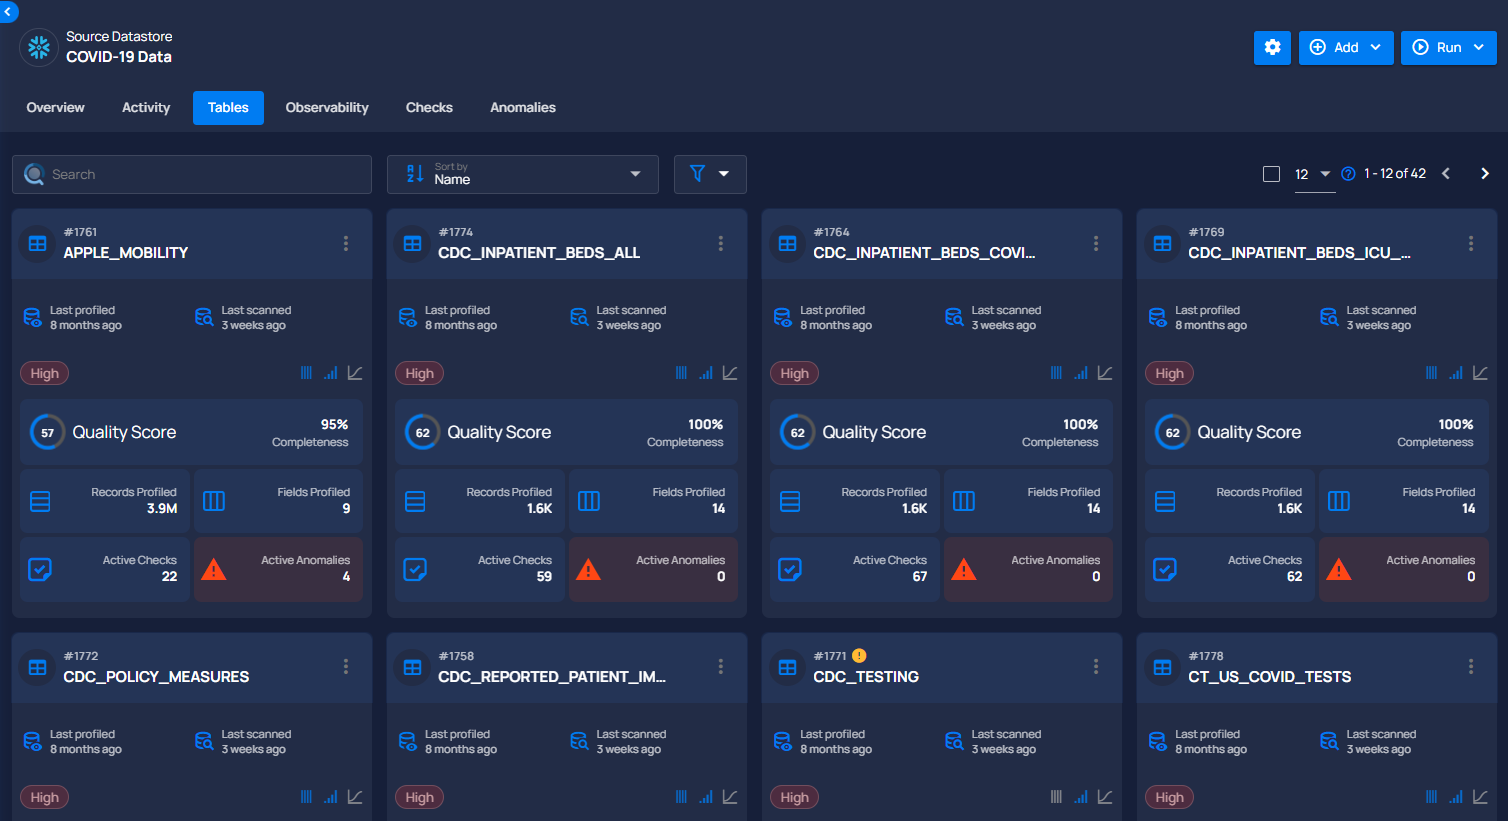 Source Datastore
COVID-19 Data
Add
Run
Overview
Activity
Tables
Observability
Checks
Anomalies
Search
Sort by
Name
12
1 - 12 of 42
#1761
APPLE_MOBILITY
Last profiled
8 months ago
Last scanned
3 weeks ago
High
57
Quality Score
95%
Completeness
Records Profiled
3.9M
Fields Profiled
9
Active Checks
22
Active Anomalies
4
#1774
CDC_INPATIENT_BEDS_ALL
Last profiled
8 months ago
Last scanned
3 weeks ago
High
62
Quality Score
100%
Completeness
Records Profiled
1.6K
Fields Profiled
14
Active Checks
59
Active Anomalies
0
#1764
CDC_INPATIENT_BEDS_COVI...
Last profiled
8 months ago
Last scanned
3 weeks ago
High
62
Quality Score
100%
Completeness
Records Profiled
1.6K
Fields Profiled
14
Active Checks
67
Active Anomalies
0
#1769
CDC_INPATIENT_BEDS_ICU_...
Last profiled
8 months ago
Last scanned
3 weeks ago
High
62
Quality Score
100%
Completeness
Records Profiled
1.6K
Fields Profiled
14
Active Checks
62
Active Anomalies
0
#1772
CDC_POLICY_MEASURES
Last profiled
8 months ago
Last scanned
3 weeks ago
High
#1758
CDC_REPORTED_PATIENT_IM...
Last profiled
8 months ago
Last scanned
3 weeks ago
High
#1771
CDC_TESTING
Last profiled
8 months ago
Last scanned
3 weeks ago
High
#1778
CT_US_COVID_TESTS
Last profiled
8 months ago
Last scanned
3 weeks ago
High